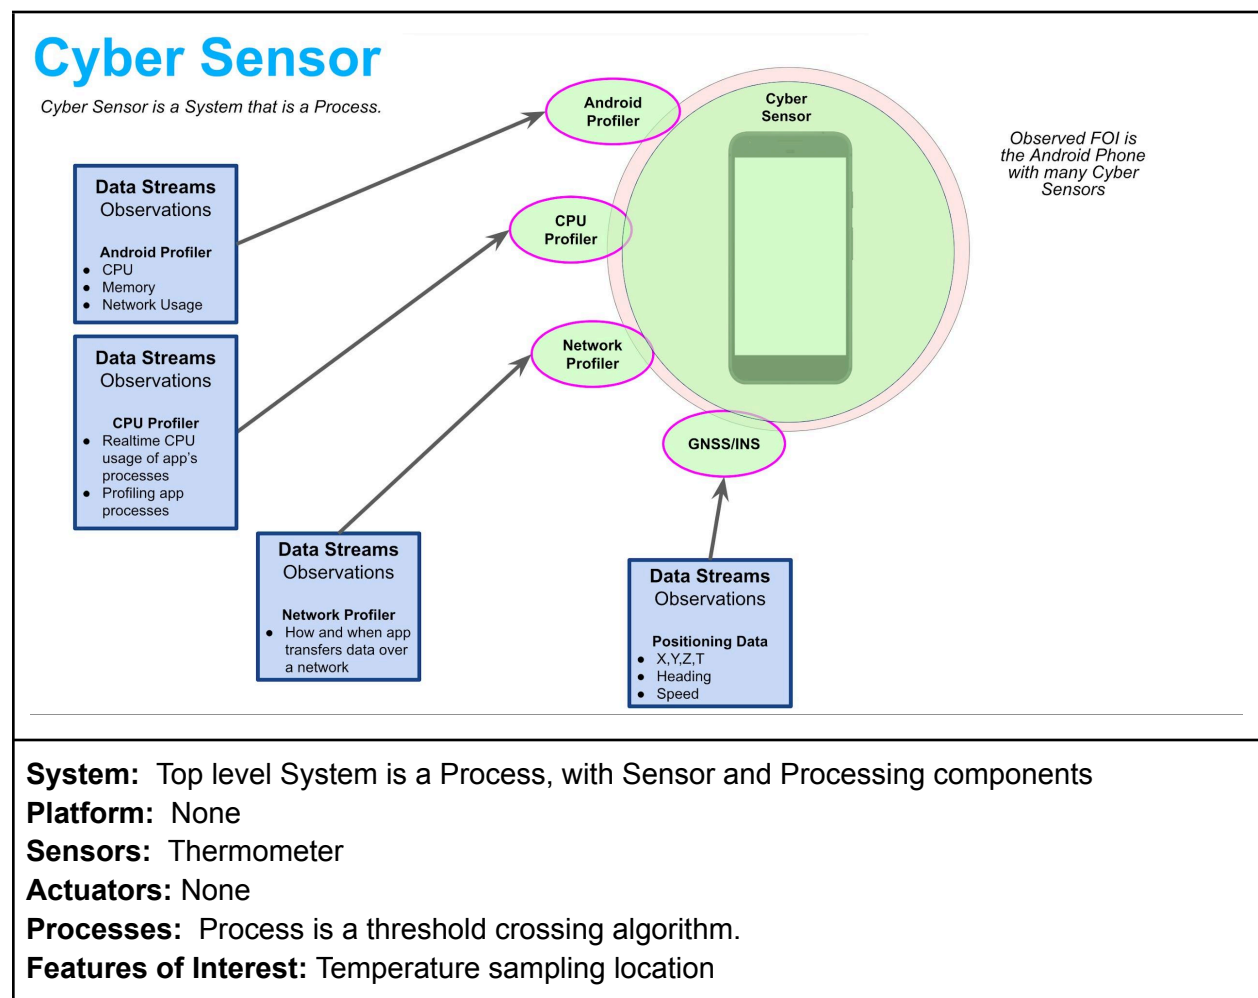 Cyber Sensor
Cyber Sensor is a System that is a Process.
Android
Profiler
Cyber
Sensor
Observed FOI is
the Android Phone
with many Cyber
Sensors
Data Streams
Observations
Android Profiler
● CPU
● Memory
● Network Usage
CPU
Profiler
Data Streams
Observations
CPU Profiler
● Realtime CPU
usage of app's
processes
● Profiling app
processes
Network
Profiler
GNSS/INS
Data Streams
Observations
Network Profiler
● How and when app
transfers data over
a network
Data Streams
Observations
Positioning Data
● X,Y,Z,T
● Heading
● Speed
System: Top level System is a Process, with Sensor and Processing components
Platform: None
Sensors: Thermometer
Actuators: None
Processes: Process is a threshold crossing algorithm.
Features of Interest: Temperature sampling location